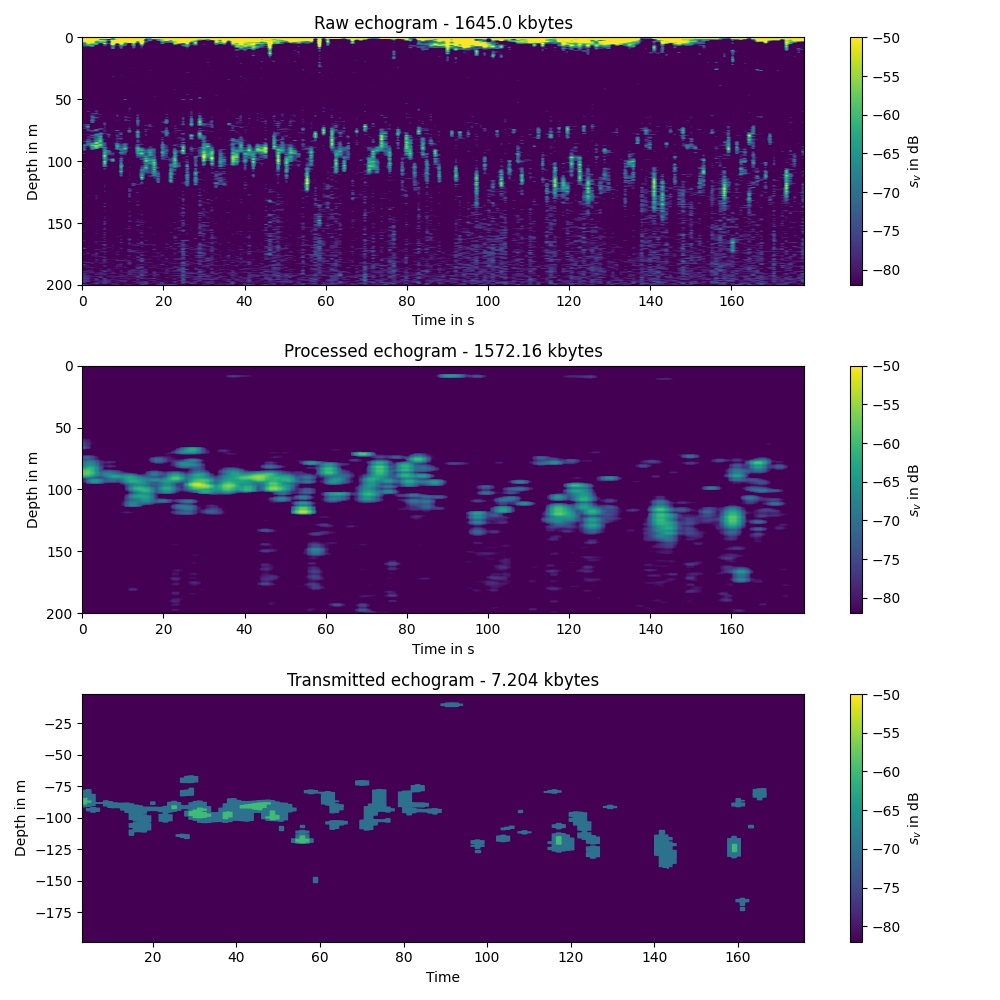 Raw echogram - 1645.0 kbytes
0
50
100
150
200
Depth in m
0 20 40 60 80 100 120 140 160
Time in s
−50
−55
−60
−65
−70
−75
−80
sv in dB
Processed echogram - 1572.16 kbytes
0
50
100
150
200
Depth in m
0 20 40 60 80 100 120 140 160
Time in s
−50
−55
−60
−65
−70
−75
−80
sv in dB
Transmitted echogram - 7.204 kbytes
−25
−50
−75
−100
−125
−150
−175
Depth in m
20 40 60 80 100 120 140 160
Time
−50
−55
−60
−65
−70
−75
−80
sv in dB